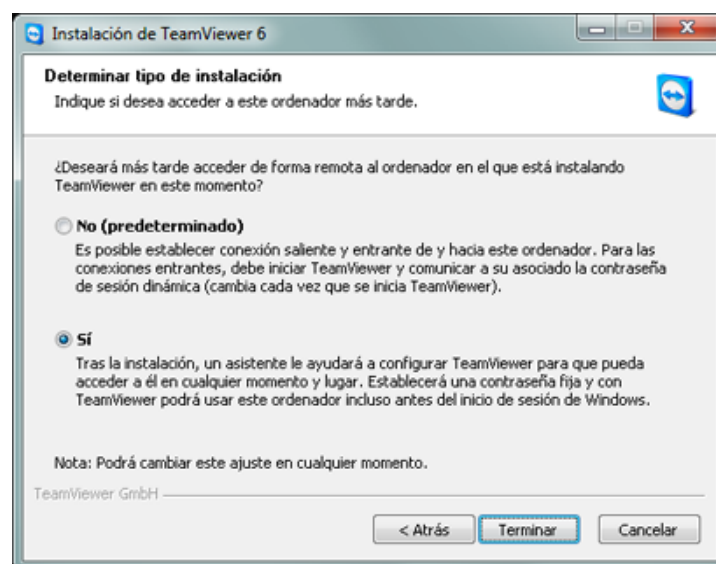 Instalación de TeamViewer 6
Determinar tipo de instalación
Indique si desea acceder a este ordenador más tarde.
¿Deseará más tarde acceder de forma remota al ordenador en el que está instalando
TeamViewer en este momento?
No (predeterminado)
Es posible establecer conexión saliente y entrante de y hacia este ordenador. Para las
conexiones entrantes, debe iniciar TeamViewer y comunicar a su asociado la contraseña
de sesión dinámica (cambia cada vez que se inicia TeamViewer).
Sí
Tras la instalación, un asistente le ayudará a configurar TeamViewer para que pueda
acceder a él en cualquier momento y lugar. Establecerá una contraseña fija y con
TeamViewer podrá usar este ordenador incluso antes del inicio de sesión de Windows.
Nota: Podrá cambiar este ajuste en cualquier momento.
TeamViewer GmbH
< Atrás Terminar Cancelar